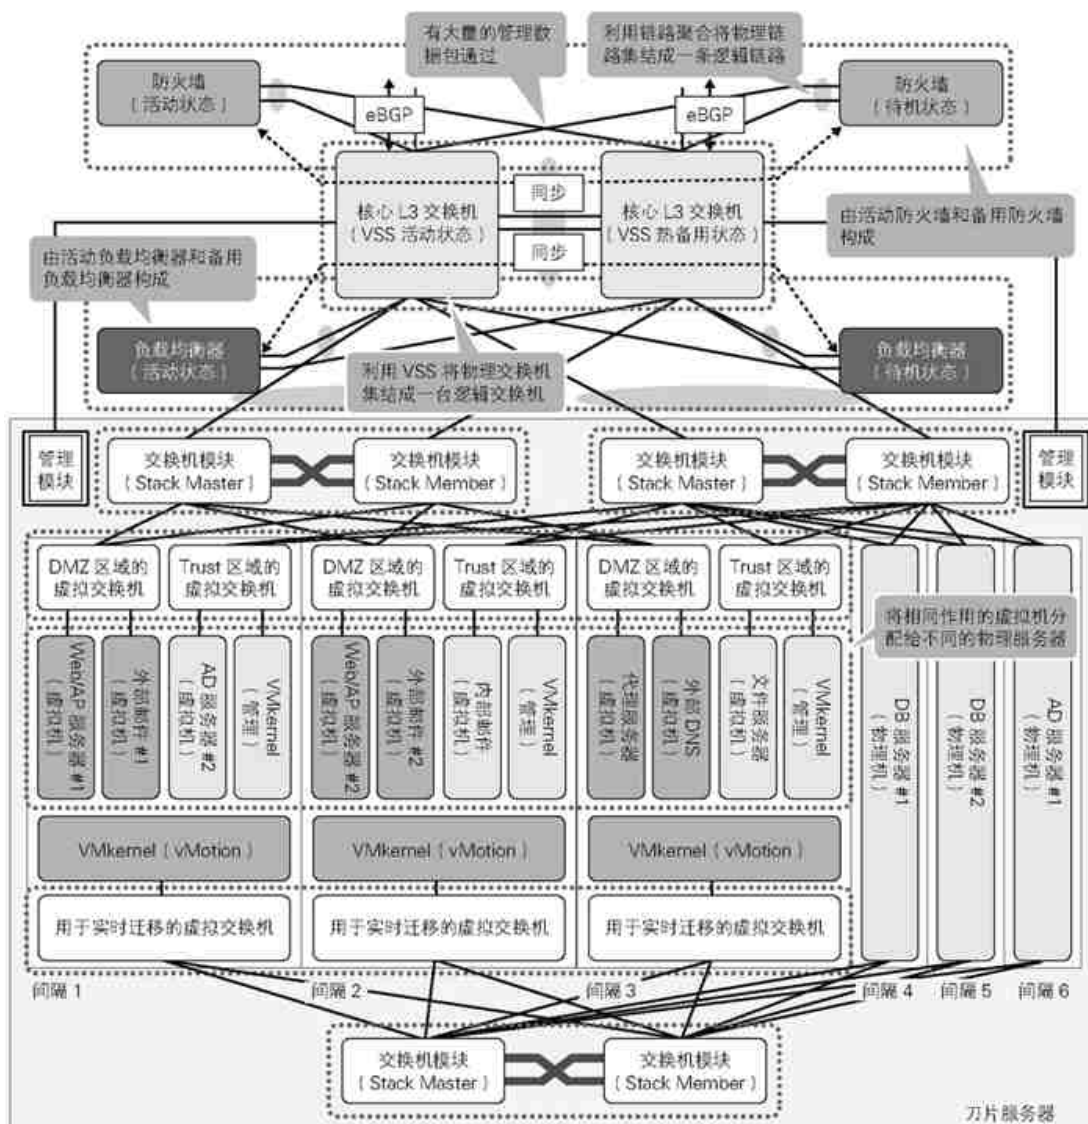 有大量的管理数
据包通过
利用链路聚合将物理链
路集结成一条逻辑链路
防火墙
(活动状态)
eBGP
eBGP
防火墙
(待机状态)
同步
核心 L3 交换机
(VSS 活动状态)
核心 L3 交换机
(VSS 热备用状态)
同步
由活动防火墙和备用防火墙
构成
由活动负载均衡器和备用
负载均衡器构成
负载均衡器
(活动状态)
利用 VSS 将物理交换机
集结成一台逻辑交换机
负载均衡器
(待机状态)
管理
模块
交换机模块
(Stack Master)
交换机模块
(Stack Member)
交换机模块
(Stack Master)
交换机模块
(Stack Member)
管理
模块
DMZ 区域的
虚拟交换机
Trust 区域的
虚拟交换机
DMZ 区域的
虚拟交换机
Trust 区域的
虚拟交换机
DMZ 区域的
虚拟交换机
Trust 区域的
虚拟交换机
将相同作用的虚拟机分
配给不同的物理服务器
Web/AP 服务器 #1
(虚拟机)
外部邮件 #1
(虚拟机)
AD 服务器 #2
(虚拟机)
VMkernel
(管理)
Web/AP 服务器 #2
(虚拟机)
外部邮件 #2
(虚拟机)
内部邮件
(虚拟机)
VMkernel
(管理)
代理服务器
(虚拟机)
外部 DNS
(虚拟机)
文件服务器
(虚拟机)
VMkernel
(管理)
DB 服务器 #1
(物理机)
DB 服务器 #2
(物理机)
AD 服务器 #1
(物理机)
VMkernel(vMotion)
VMkernel(vMotion)
VMkernel(vMotion)
用于实时迁移的虚拟交换机
用于实时迁移的虚拟交换机
用于实时迁移的虚拟交换机
间隔 1
间隔 2
间隔 3
间隔 4
间隔 5
间隔 6
交换机模块
(Stack Master)
交换机模块
(Stack Member)
刀片服务器